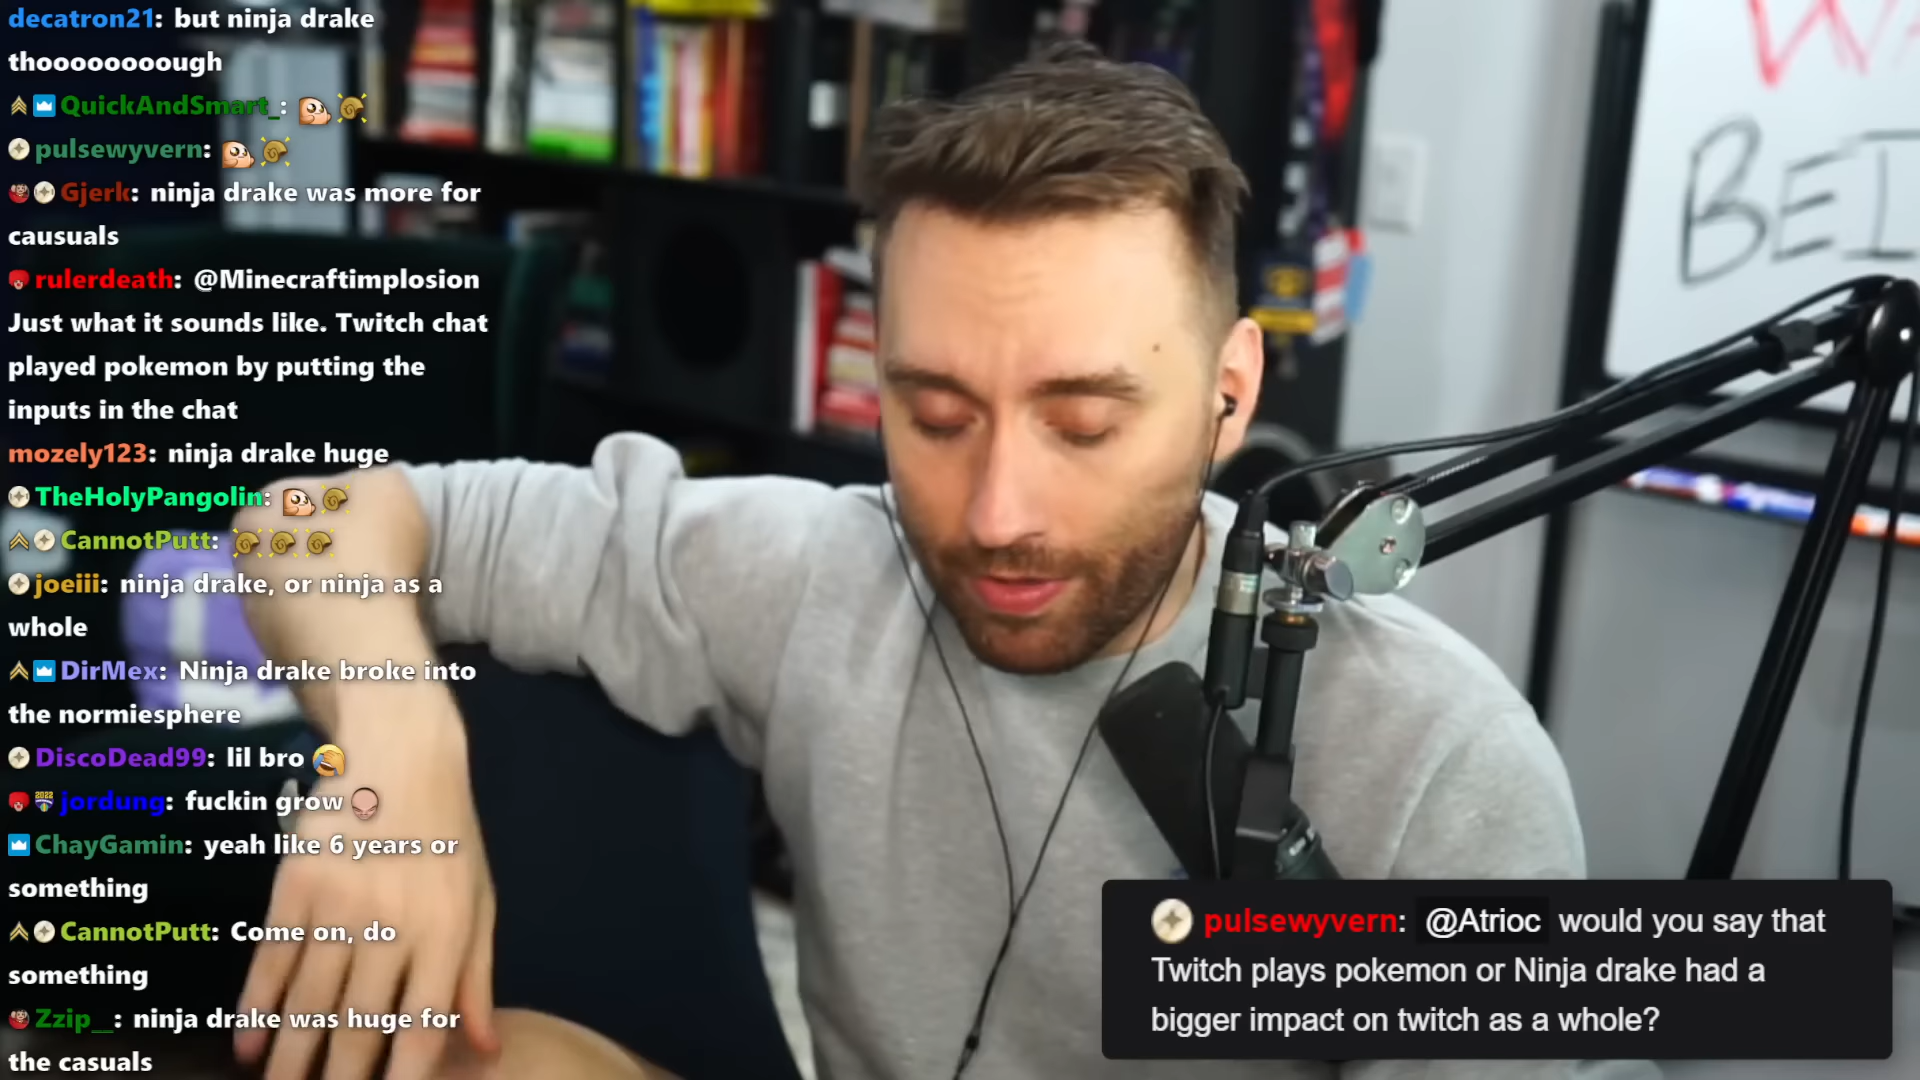 decatron21: but ninja drake
thooooooooough
QuickAndSmart_:
pulsewyvern:
Gjerk: ninja drake was more for
causuals
rulerdeath: @Minecraftimplosion
Just what it sounds like. Twitch chat
played pokemon by putting the
inputs in the chat
mozely123: ninja drake huge
TheHolyPangolin:
CannotPutt:
joeiii: ninja drake, or ninja as a
whole
DirMex: Ninja drake broke into
the normiesphere
DiscoDead99: lil bro
2022
jordung: fuckin grow
ChayGamin: yeah like 6 years or
something
CannotPutt: Come on, do
something
Zzip__: ninja drake was huge for
the casuals
BEI
pulsewyvern: @Atrioc would you say that
Twitch plays pokemon or Ninja drake had a
bigger impact on twitch as a whole?